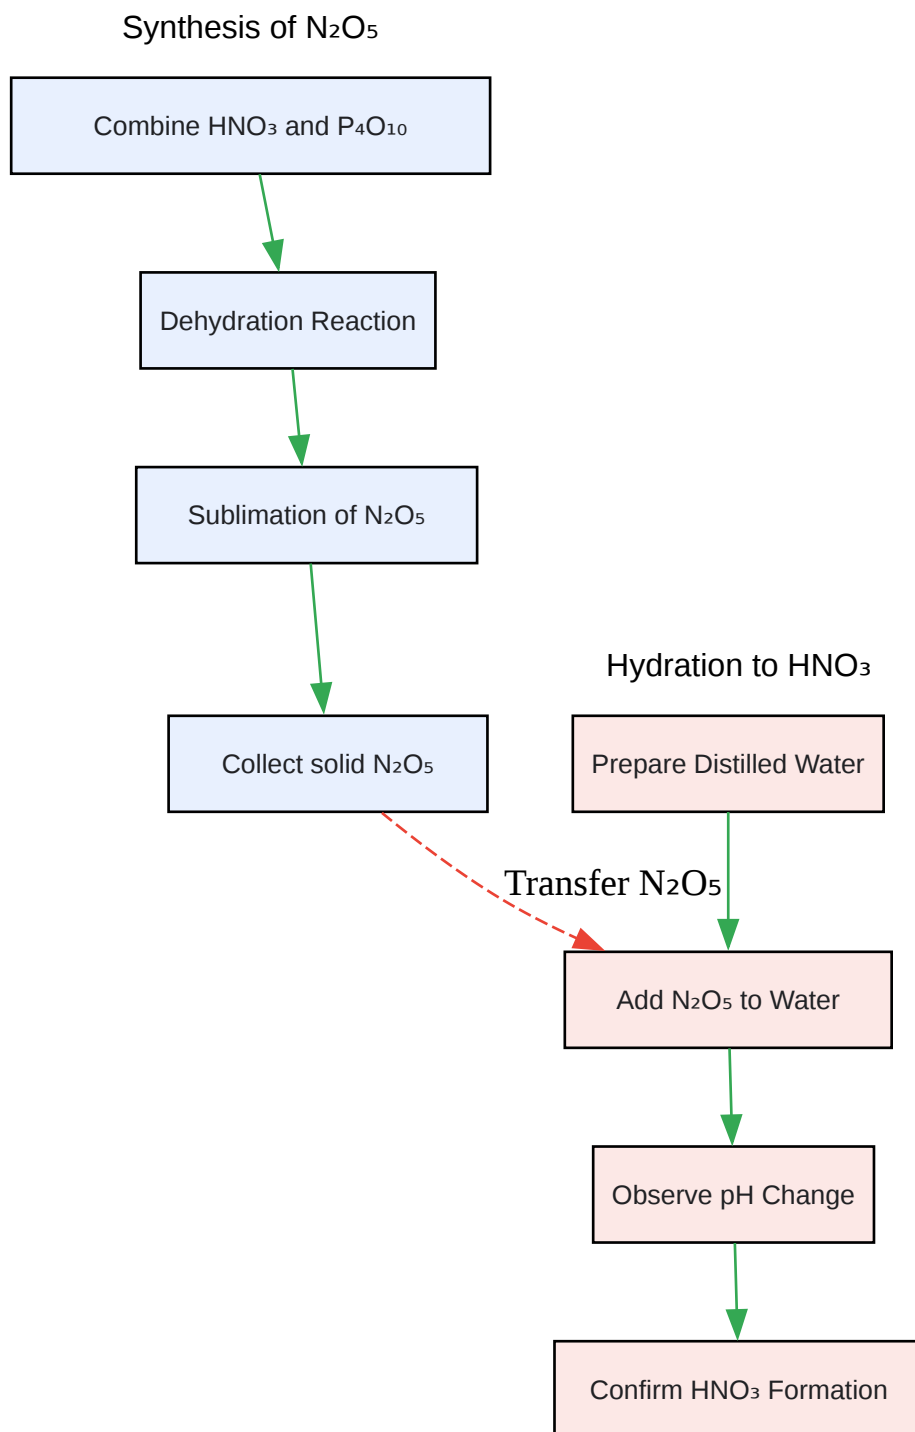 Synthesis of N₂O₅
Combine HNO₃ and P₄O₁₀
Dehydration Reaction
Sublimation of N₂O₅
Collect solid N₂O₅
Hydration to HNO₃
Prepare Distilled Water
Transfer N₂O₅
Add N₂O₅ to Water
Observe pH Change
Confirm HNO₃ Formation